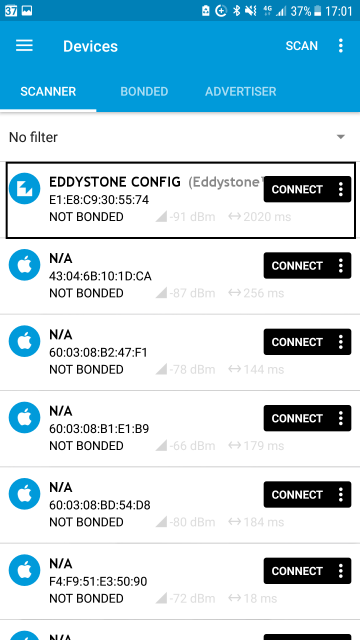 37 4G 37% 17:01
Devices SCAN
SCANNER BONDED ADVERTISER
No filter
EDDYSTONE CONFIG (Eddystone
E1:E8:C9:30:55:74 CONNECT
NOT BONDED -91 dBm 2020 ms
N/A
43:04:6B:10:1D:CA CONNECT
NOT BONDED -87 dBm 256 ms
N/A
60:03:08:B2:47:F1 CONNECT
NOT BONDED -78 dBm 144 ms
N/A
60:03:08:B1:E1:B9 CONNECT
NOT BONDED -66 dBm 179 ms
N/A
60:03:08:BD:54:D8 CONNECT
NOT BONDED -80 dBm 184 ms
N/A
F4:F9:51:E3:50:90 CONNECT
NOT BONDED -72 dBm 18 ms
N/A